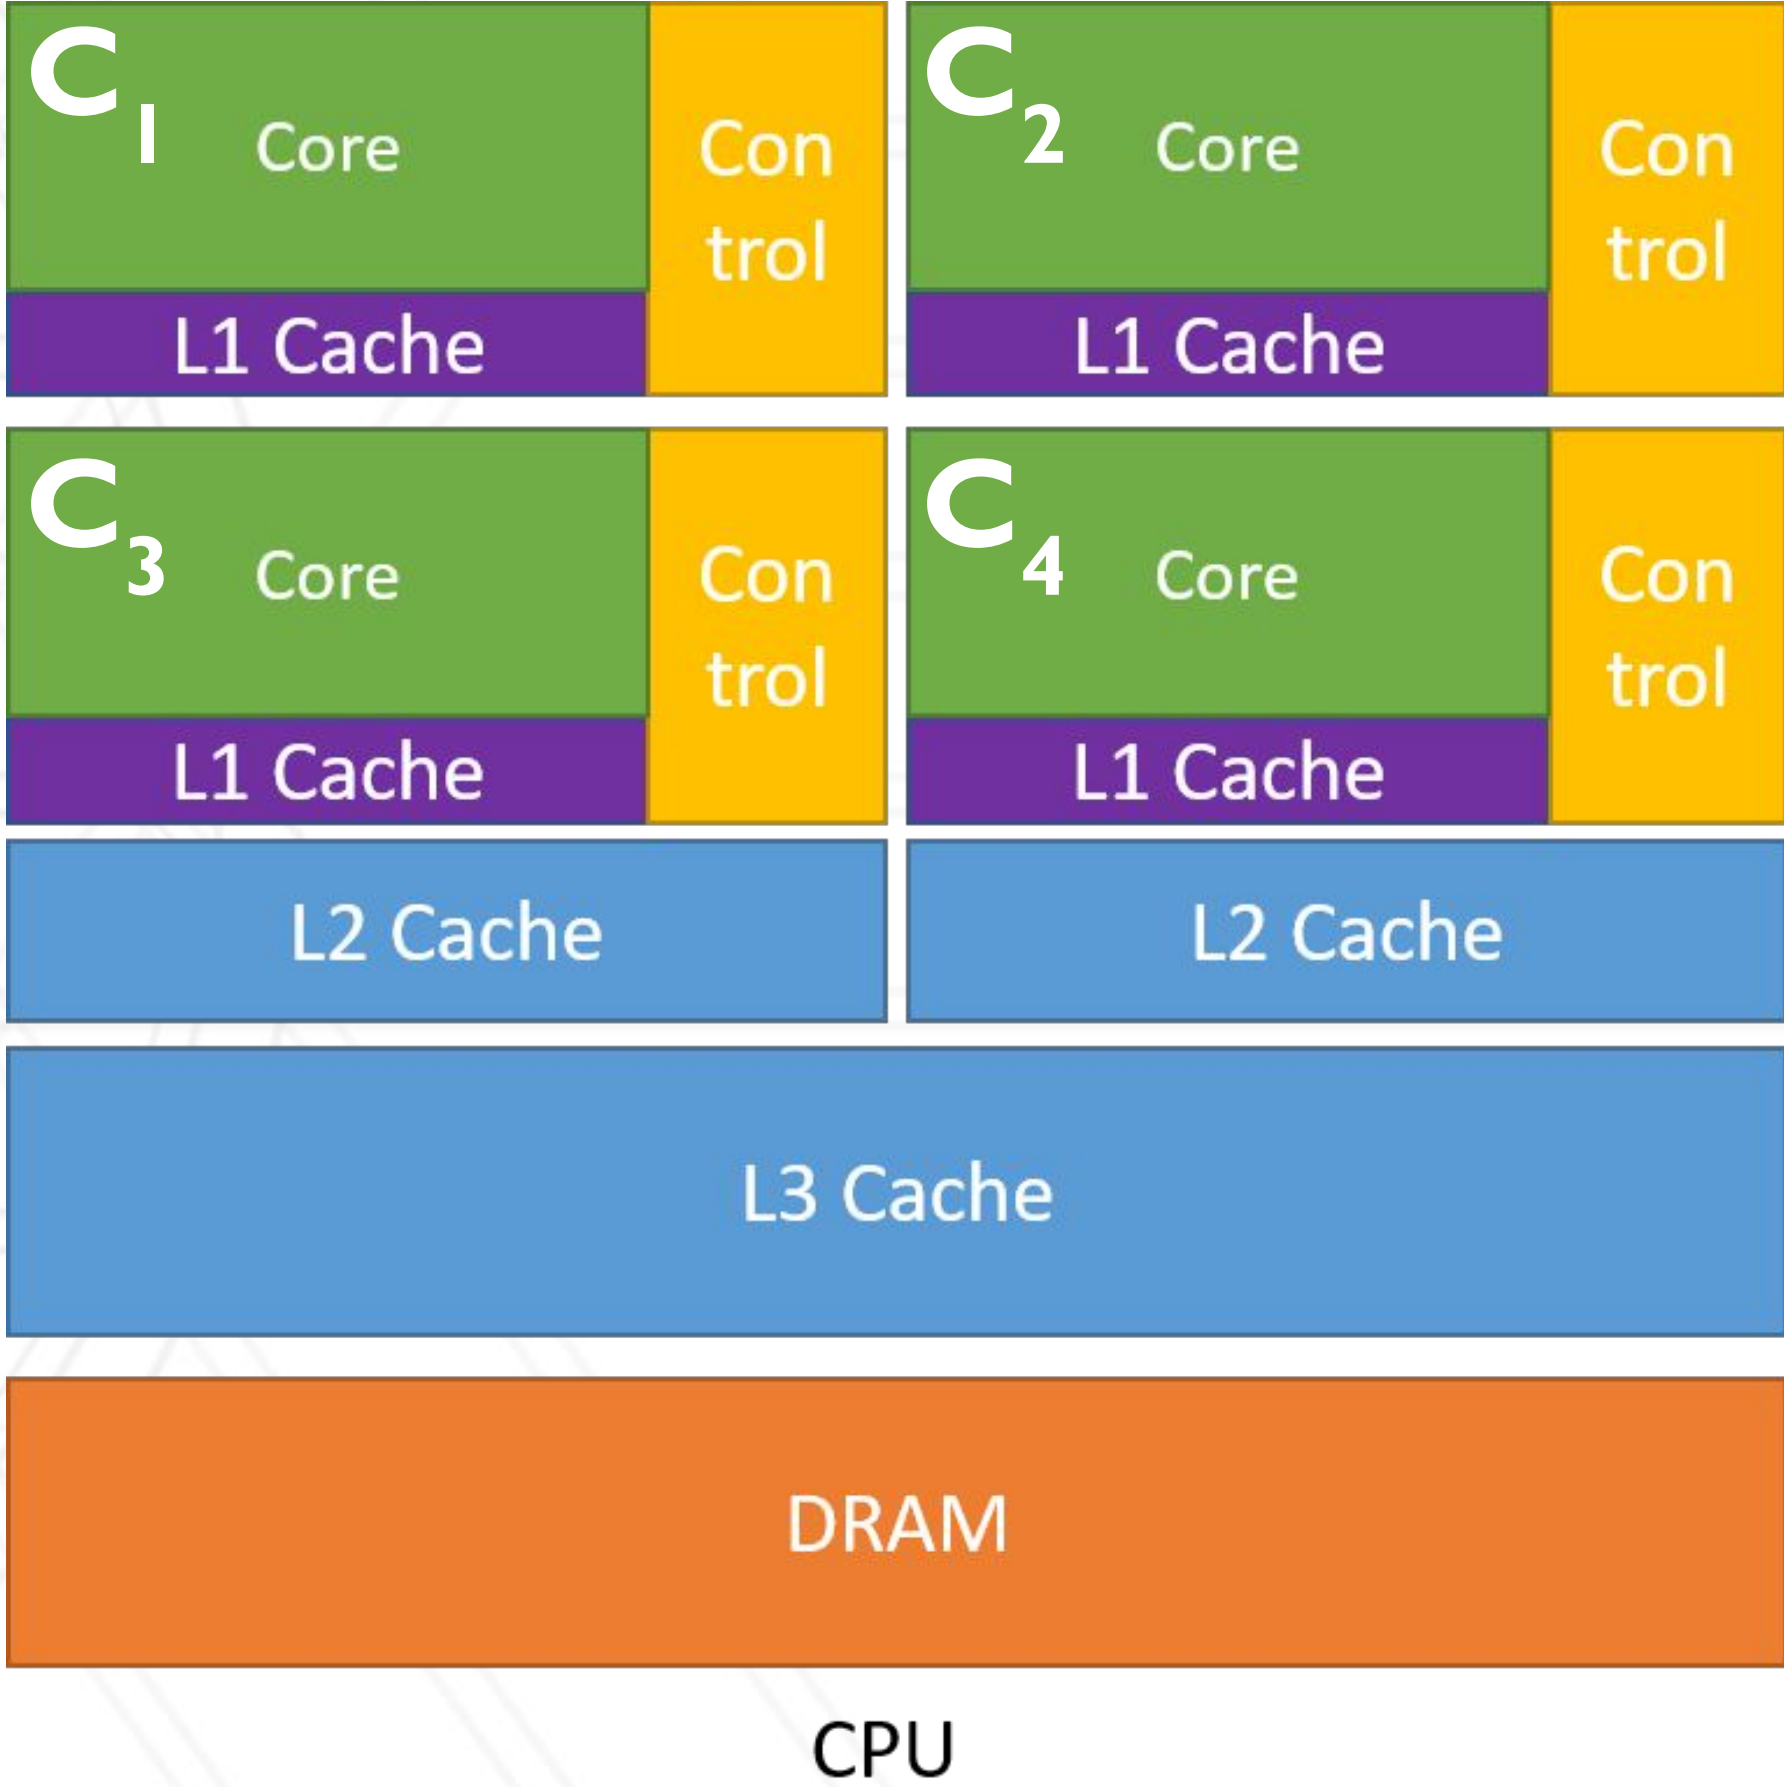 C1 Core Con
trol
L1 Cache
C2 Core Con
trol
L1 Cache
C3 Core Con
trol
L1 Cache
C4 Core Con
trol
L1 Cache
L2 Cache
L2 Cache
L3 Cache
DRAM
CPU